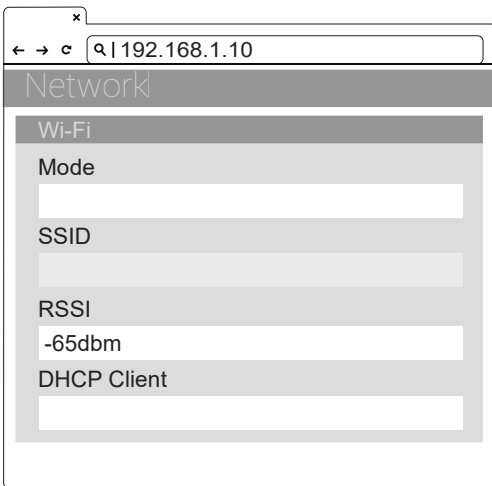 192.168.1.10
Network
Wi-Fi
Mode
SSID
RSSI
-65dbm
DHCP Client